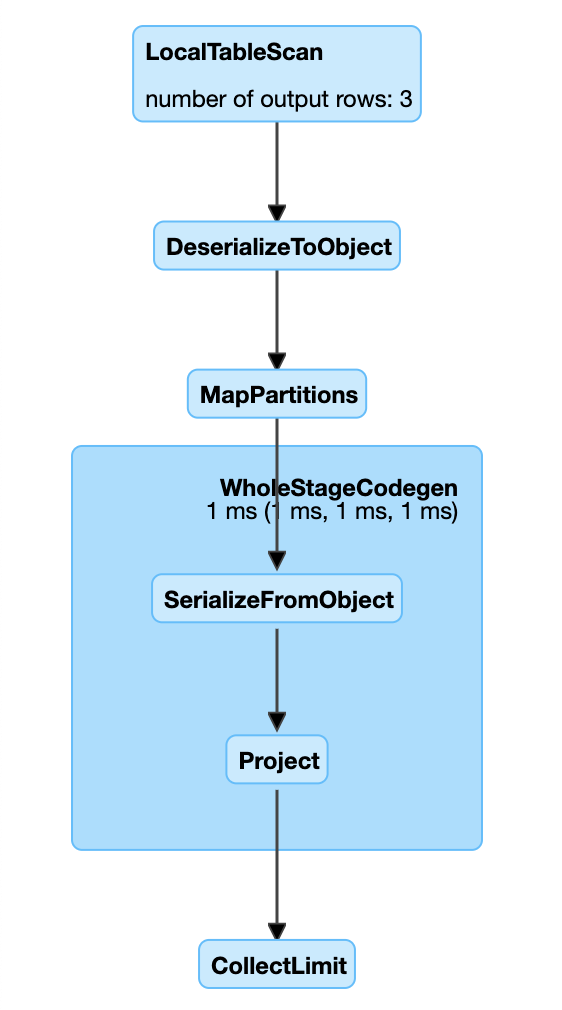 LocalTableScan
number of output rows: 3
DeserializeToObject
MapPartitions
WholeStageCodegen
1 ms (1 ms, 1 ms, 1 ms)
SerializeFromObject
Project
CollectLimit